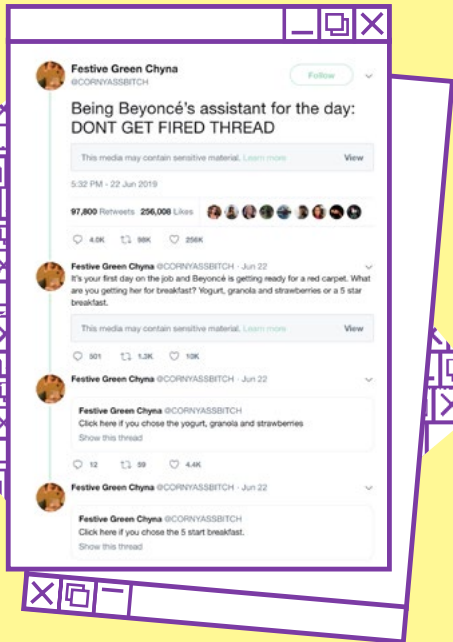 Festive Green Chyna
@CORNYASSBITCH
Follow
Being Beyoncé's assistant for the day:
DONT GET FIRED THREAD
This media may contain sensitive material. Learn more View
5:32 PM - 22 Jun 2019
97,800 Retweets 256,008 Likes
4.0K 98K 256K
Festive Green Chyna @CORNYASSBITCH · Jun 22
It's your first day on the job and Beyoncé is getting ready for a red carpet. What
are you getting her for breakfast? Yogurt, granola and strawberries or a 5 star
breakfast.
This media may contain sensitive material. Learn more View
501 1.3K 10K
Festive Green Chyna @CORNYASSBITCH · Jun 22
Festive Green Chyna @CORNYASSBITCH
Click here if you chose the yogurt, granola and strawberries
Show this thread
12 59 4.4K
Festive Green Chyna @CORNYASSBITCH · Jun 22
Festive Green Chyna @CORNYASSBITCH
Click here if you chose the 5 start breakfast.
Show this thread